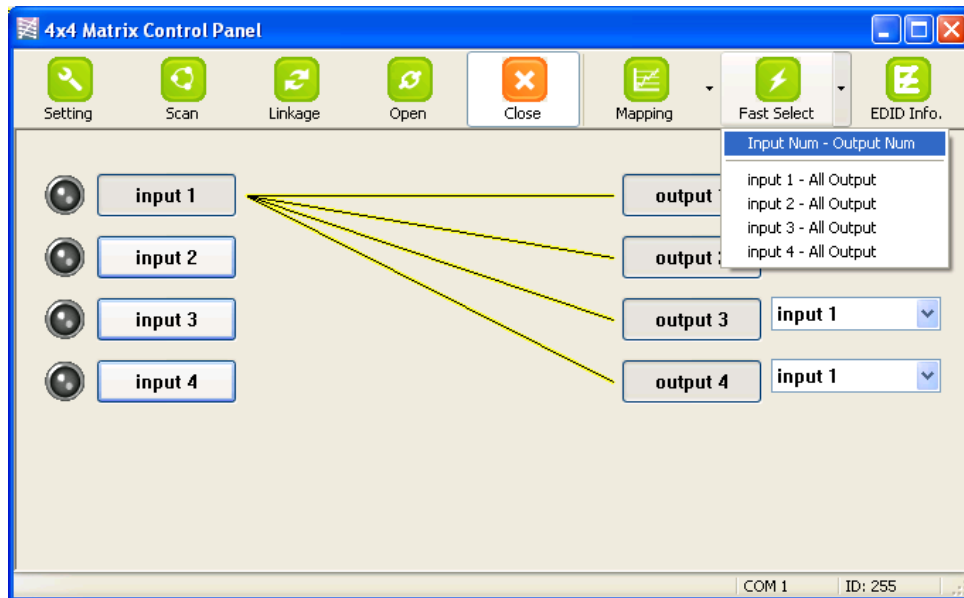 4x4 Matrix Control Panel
Setting Scan Linkage Open Close Mapping Fast Select EDID Info.
Input Num - Output Num
input 1 - All Output
input 2 - All Output
input 3 - All Output
input 4 - All Output
input 1 output
input 2 output
input 3 output 3 input 1
input 4 output 4 input 1
COM 1 ID: 255